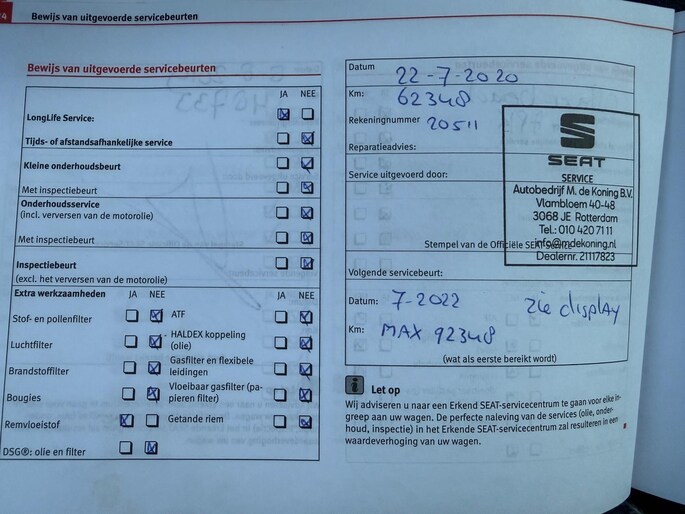 24 Bewijs van uitgevoerde servicebeurten
Bewijs van uitgevoerde servicebeurten
JA NEE
LongLife Service:
Tijds- of afstandsafhankelijke service
Kleine onderhoudsbeurt
Met inspectiebeurt
Onderhoudsservice
(incl. verversen van de motorolie)
Met inspectiebeurt
Inspectiebeurt
(excl. het verversen van de motorolie)
Extra werkzaamheden JA NEE JA NEE
Stof- en pollenfilter ATF
Luchtfilter HALDEX koppeling
(olie)
Brandstoffilter Gasfilter en flexibele
leidingen
Bougies Vloeibaar gasfilter (pa-
pieren filter)
Remvloeistof Getande riem
DSG®: olie en filter
Datum 22-7-2020
Km: 62348
Rekeningnummer 20511
Reparatieadvies:
Service uitgevoerd door:
SEAT
SERVICE
Autobedrijf M. de Koning B.V.
Vlambloem 40-48
3068 JE Rotterdam
Tel.: 010 420 71 11
info@mdekoning.nl
Dealernr. 21117823
Stempel van de Officiële SEAT Service
Volgende servicebeurt:
Datum: 7-2022 zie display
Km: MAX 92348
(wat als eerste bereikt wordt)
i Let op
Wij adviseren u naar een Erkend SEAT-servicecentrum te gaan voor elke in-
greep aan uw wagen. De perfecte naleving van de services (olie, onder-
houd, inspectie) in het Erkende SEAT-servicecentrum zal resulteren in een
waardeverhoging van uw wagen.